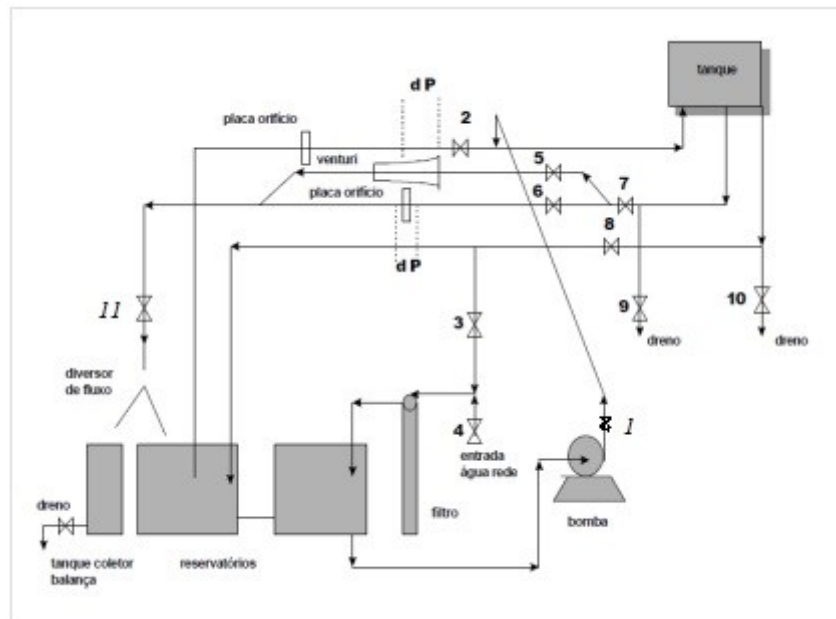 tanque
d P
2
placa orifício
venturi
5
placa orifício
6
7
8
d P
11
3
9
10
dreno
dreno
diversor
de fluxo
4
1
entrada
água rede
dreno
filtro
bomba
tanque coletor
balança
reservatórios